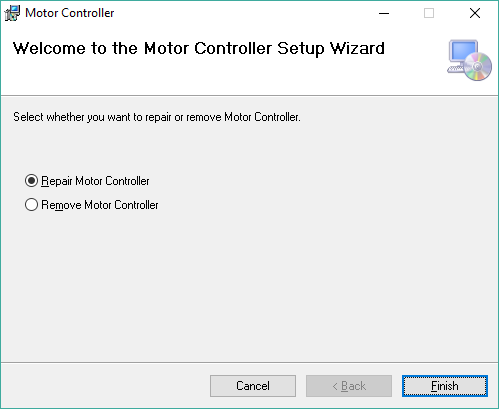 Motor Controller
Welcome to the Motor Controller Setup Wizard
Select whether you want to repair or remove Motor Controller.
Repair Motor Controller
Remove Motor Controller
Cancel
< Back
Finish